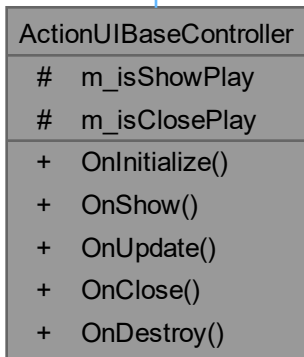 ActionUIBaseController
# m_isShowPlay
# m_isClosePlay
+ OnInitialize()
+ OnShow()
+ OnUpdate()
+ OnClose()
+ OnDestroy()